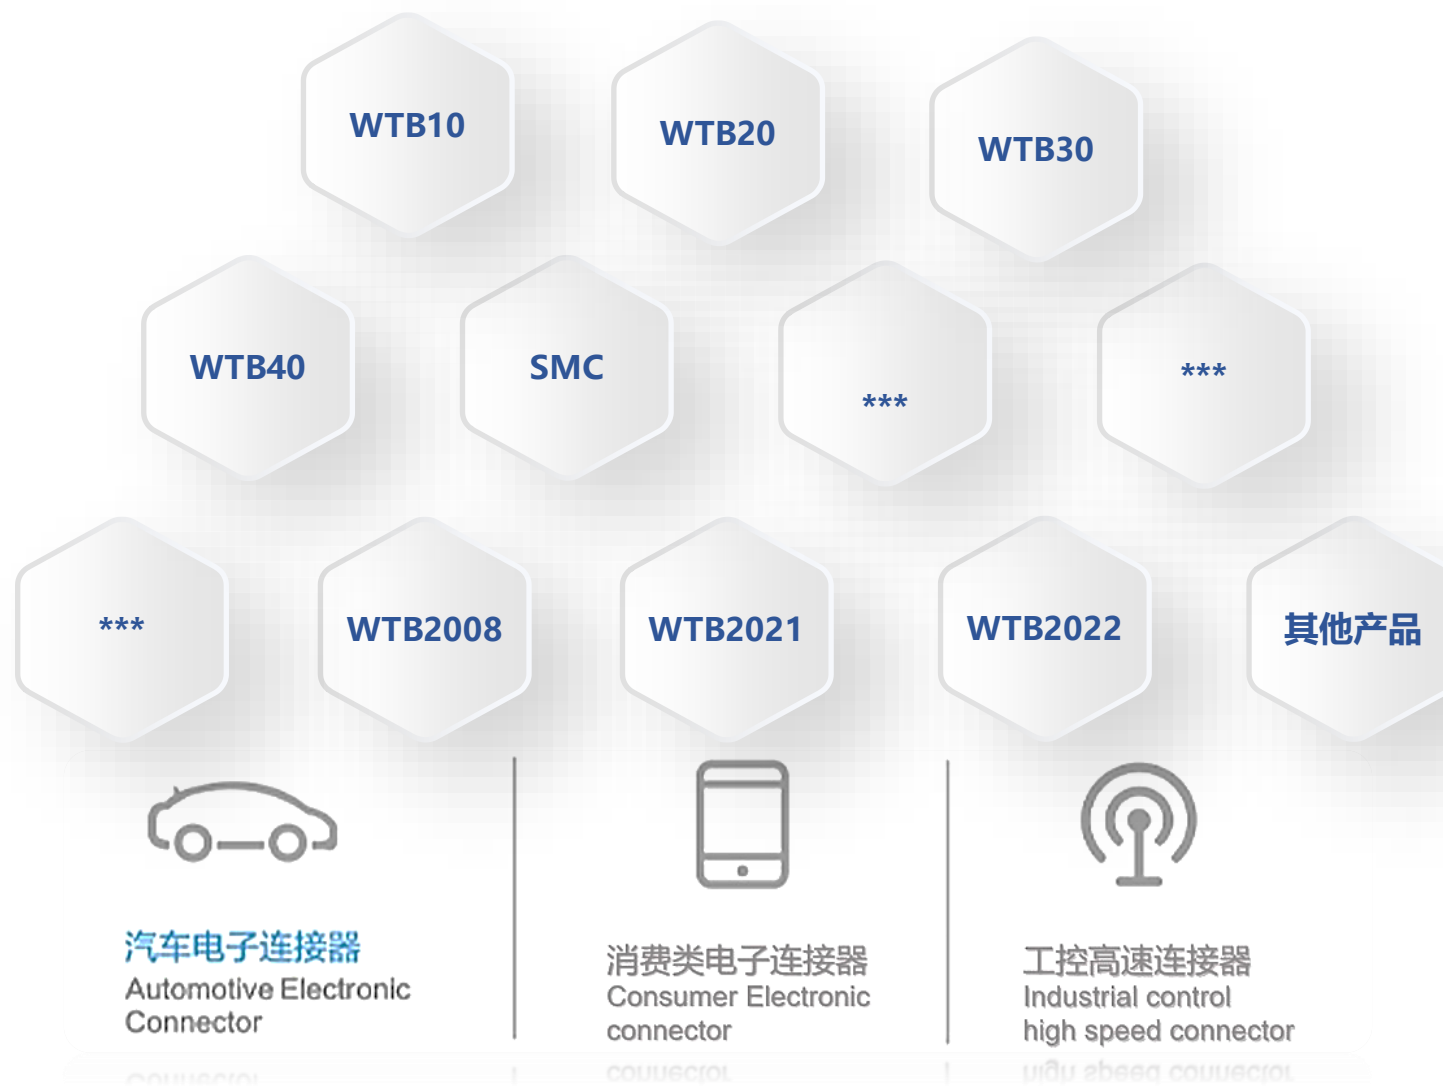 WTB10
WTB20
WTB30
WTB40
SMC
***
***
***
WTB2008
WTB2021
WTB2022
其他产品
汽车电子连接器
Automotive Electronic
Connector
消费类电子连接器
Consumer Electronic
connector
工控高速连接器
Industrial control
high speed connector